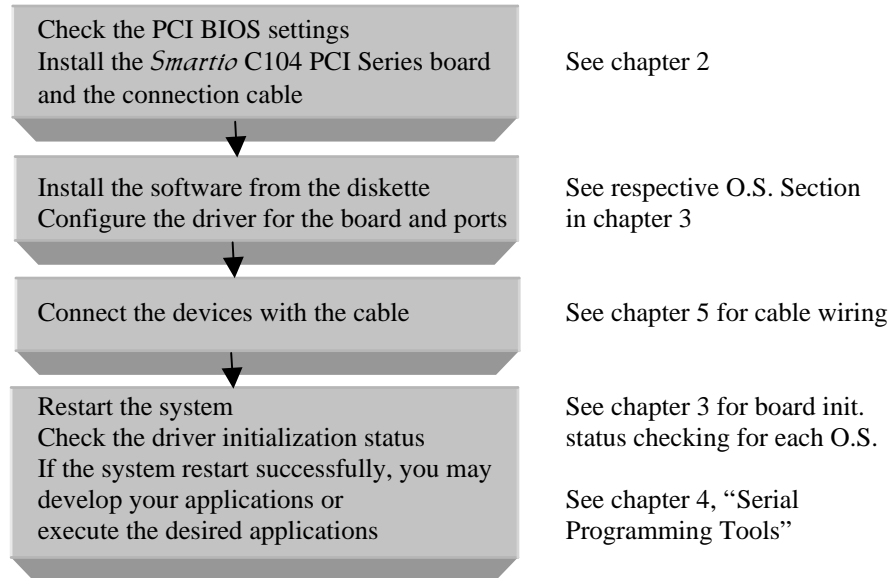 Check the PCI BIOS settings
Install the Smartio C104 PCI Series board
and the connection cable
See chapter 2
Install the software from the diskette
Configure the driver for the board and ports
See respective O.S. Section
in chapter 3
Connect the devices with the cable
See chapter 5 for cable wiring
Restart the system
Check the driver initialization status
If the system restart successfully, you may
develop your applications or
execute the desired applications
See chapter 3 for board init.
status checking for each O.S.
See chapter 4, “Serial
Programming Tools”